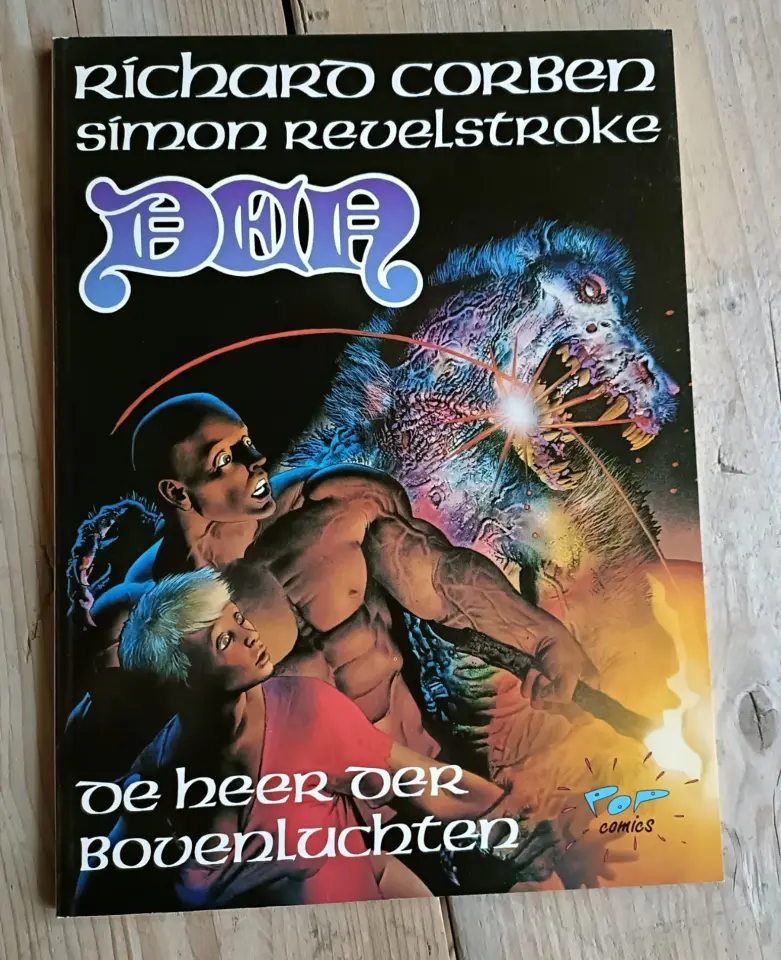 Richard Corben
Simon Revelstroke
DEN
De Heer Der
Bovenluchten
POP
comics